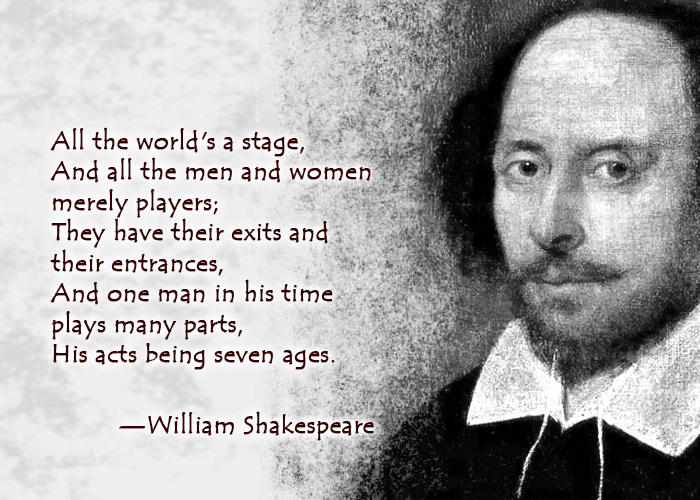 All the world's a stage,
And all the men and women
merely players;
They have their exits and
their entrances,
And one man in his time
plays many parts,
His acts being seven ages.
—William Shakespeare